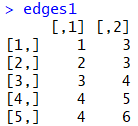 > edges1
     [,1] [,2]
[1,]    1    3
[2,]    2    3
[3,]    3    4
[4,]    4    5
[5,]    4    6